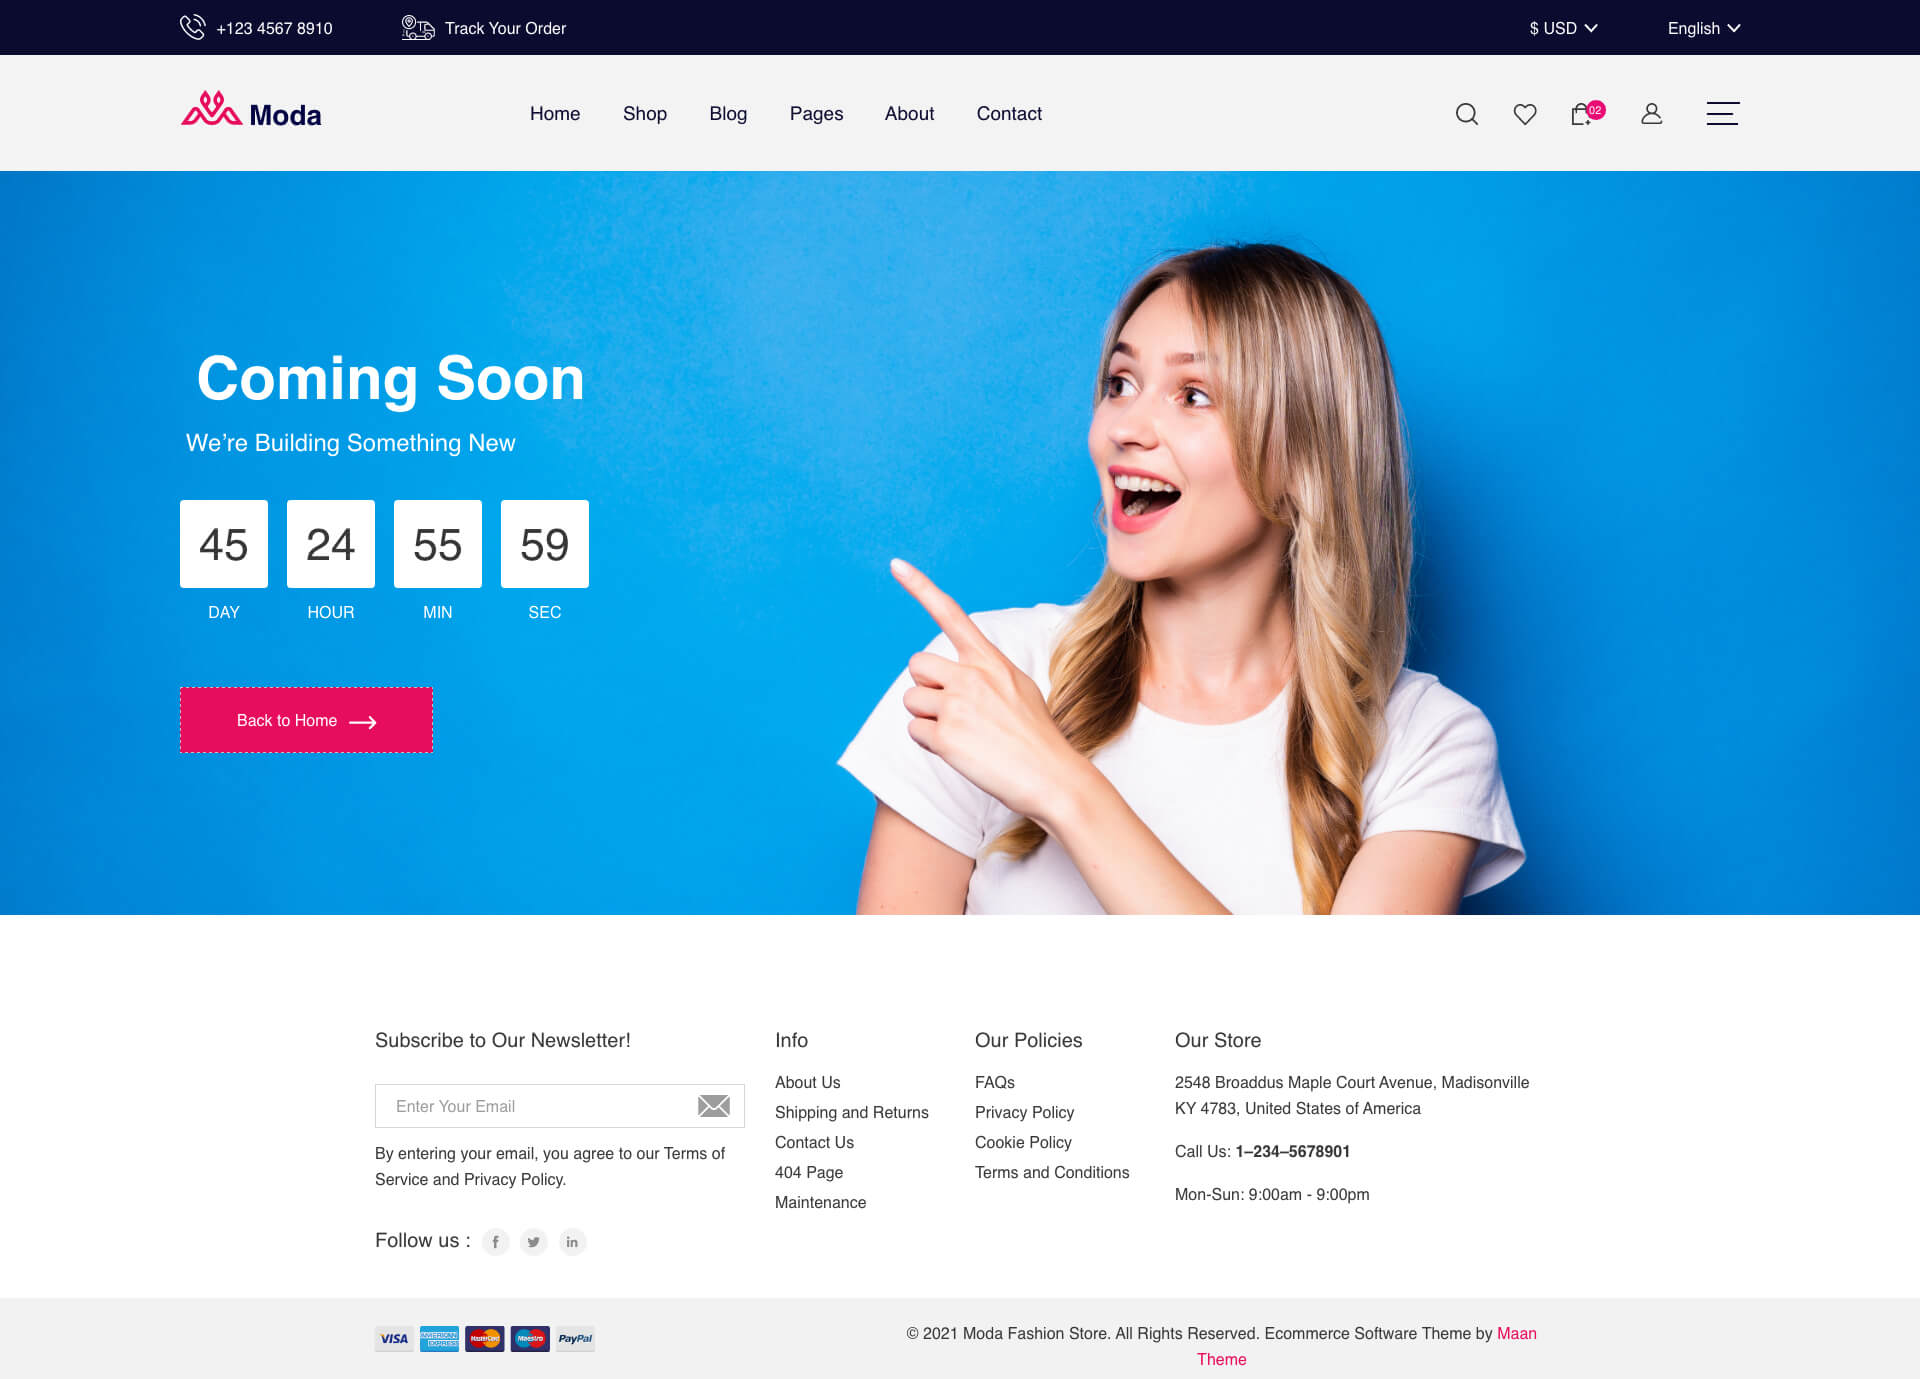 +123 4567 8910
Track Your Order
$ USD
English
Moda
Home
Shop
Blog
Pages
About
Contact
02
Coming Soon
We’re Building Something New
45
24
55
59
DAY
HOUR
MIN
SEC
Back to Home
Subscribe to Our Newsletter!
Enter Your Email
By entering your email, you agree to our Terms of
Service and Privacy Policy.
Follow us :
Info
About Us
Shipping and Returns
Contact Us
404 Page
Maintenance
Our Policies
FAQs
Privacy Policy
Cookie Policy
Terms and Conditions
Our Store
2548 Broaddus Maple Court Avenue, Madisonville
KY 4783, United States of America
Call Us: 1–234–5678901
Mon-Sun: 9:00am - 9:00pm
VISA
AMERICAN
EXPRESS
MasterCard
Maestro
PayPal
© 2021 Moda Fashion Store. All Rights Reserved. Ecommerce Software Theme by Maan
Theme